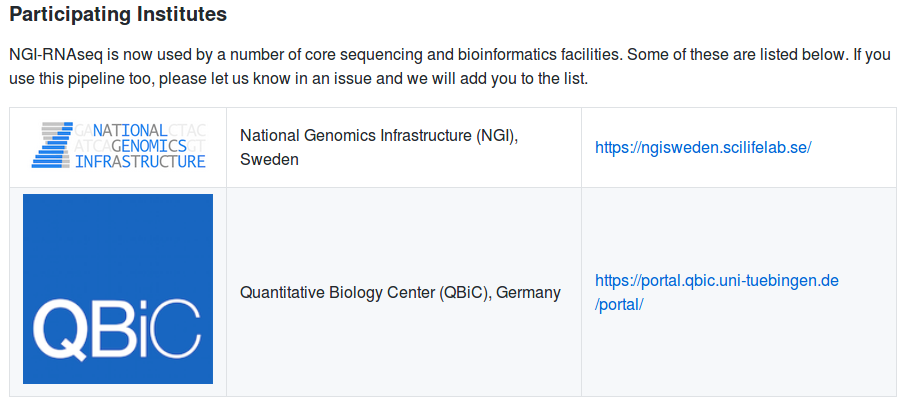 Participating Institutes
NGI-RNAseq is now used by a number of core sequencing and bioinformatics facilities. Some of these are listed below. If you
use this pipeline too, please let us know in an issue and we will add you to the list.
GANATIONALCTAC
ATCAGENOMICSGT
INFRASTRUCTURE
National Genomics Infrastructure (NGI),
Sweden
https://ngisweden.scilifelab.se/
QBiC
Quantitative Biology Center (QBiC), Germany
https://portal.qbic.uni-tuebingen.de
/portal/